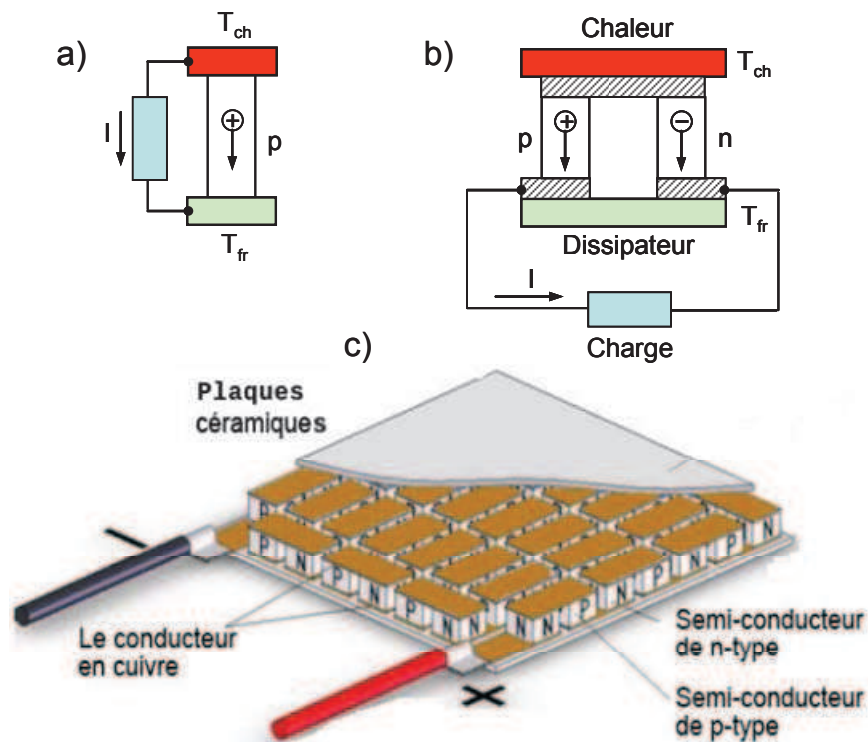 a)
T_ch
I
+
p
T_fr
b)
Chaleur
T_ch
p
+
−
n
T_fr
Dissipateur
I
Charge
c)
Plaques
céramiques
P
P N P N P N N N P N P N P N
Le conducteur
en cuivre
Semi-conducteur
de n-type
Semi-conducteur
de p-type